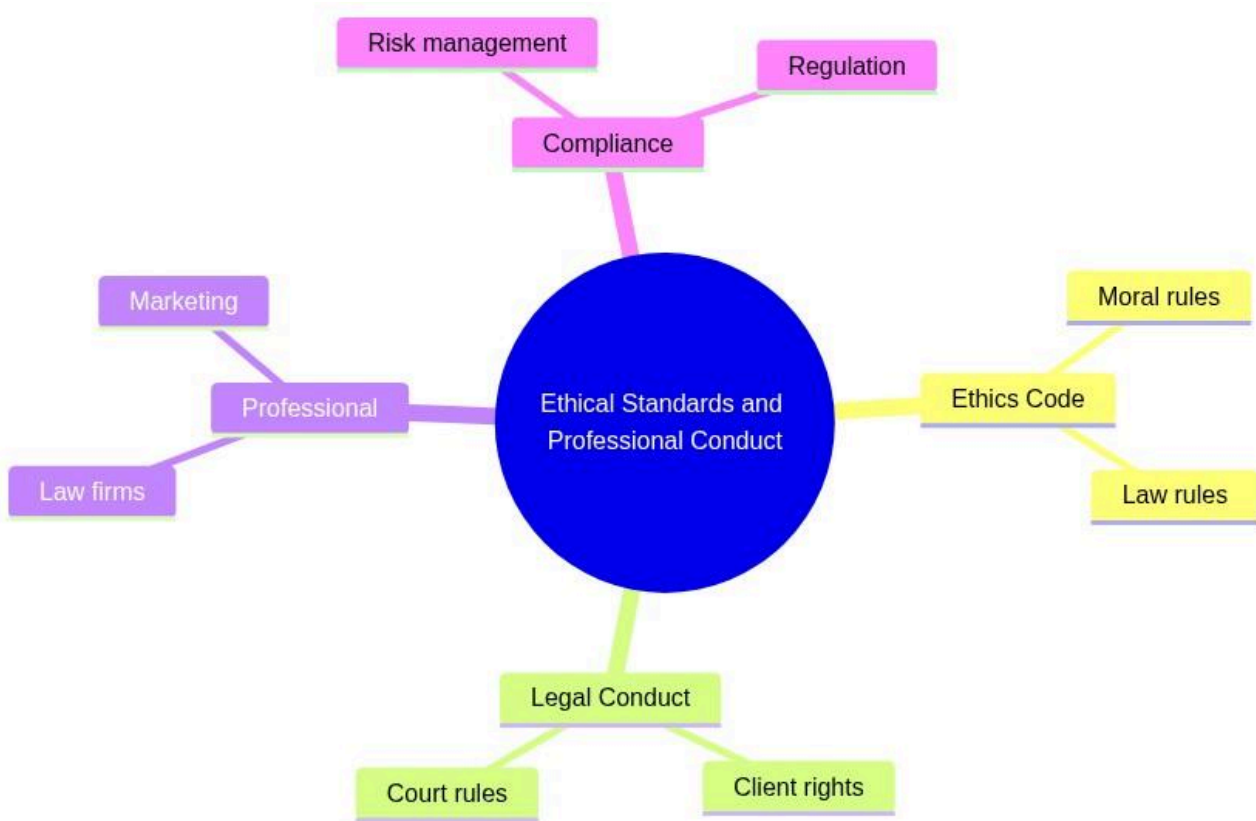 Risk management
Regulation
Compliance
Marketing
Moral rules
Professional
Ethical Standards and
Professional Conduct
Ethics Code
Law firms
Law rules
Legal Conduct
Court rules
Client rights